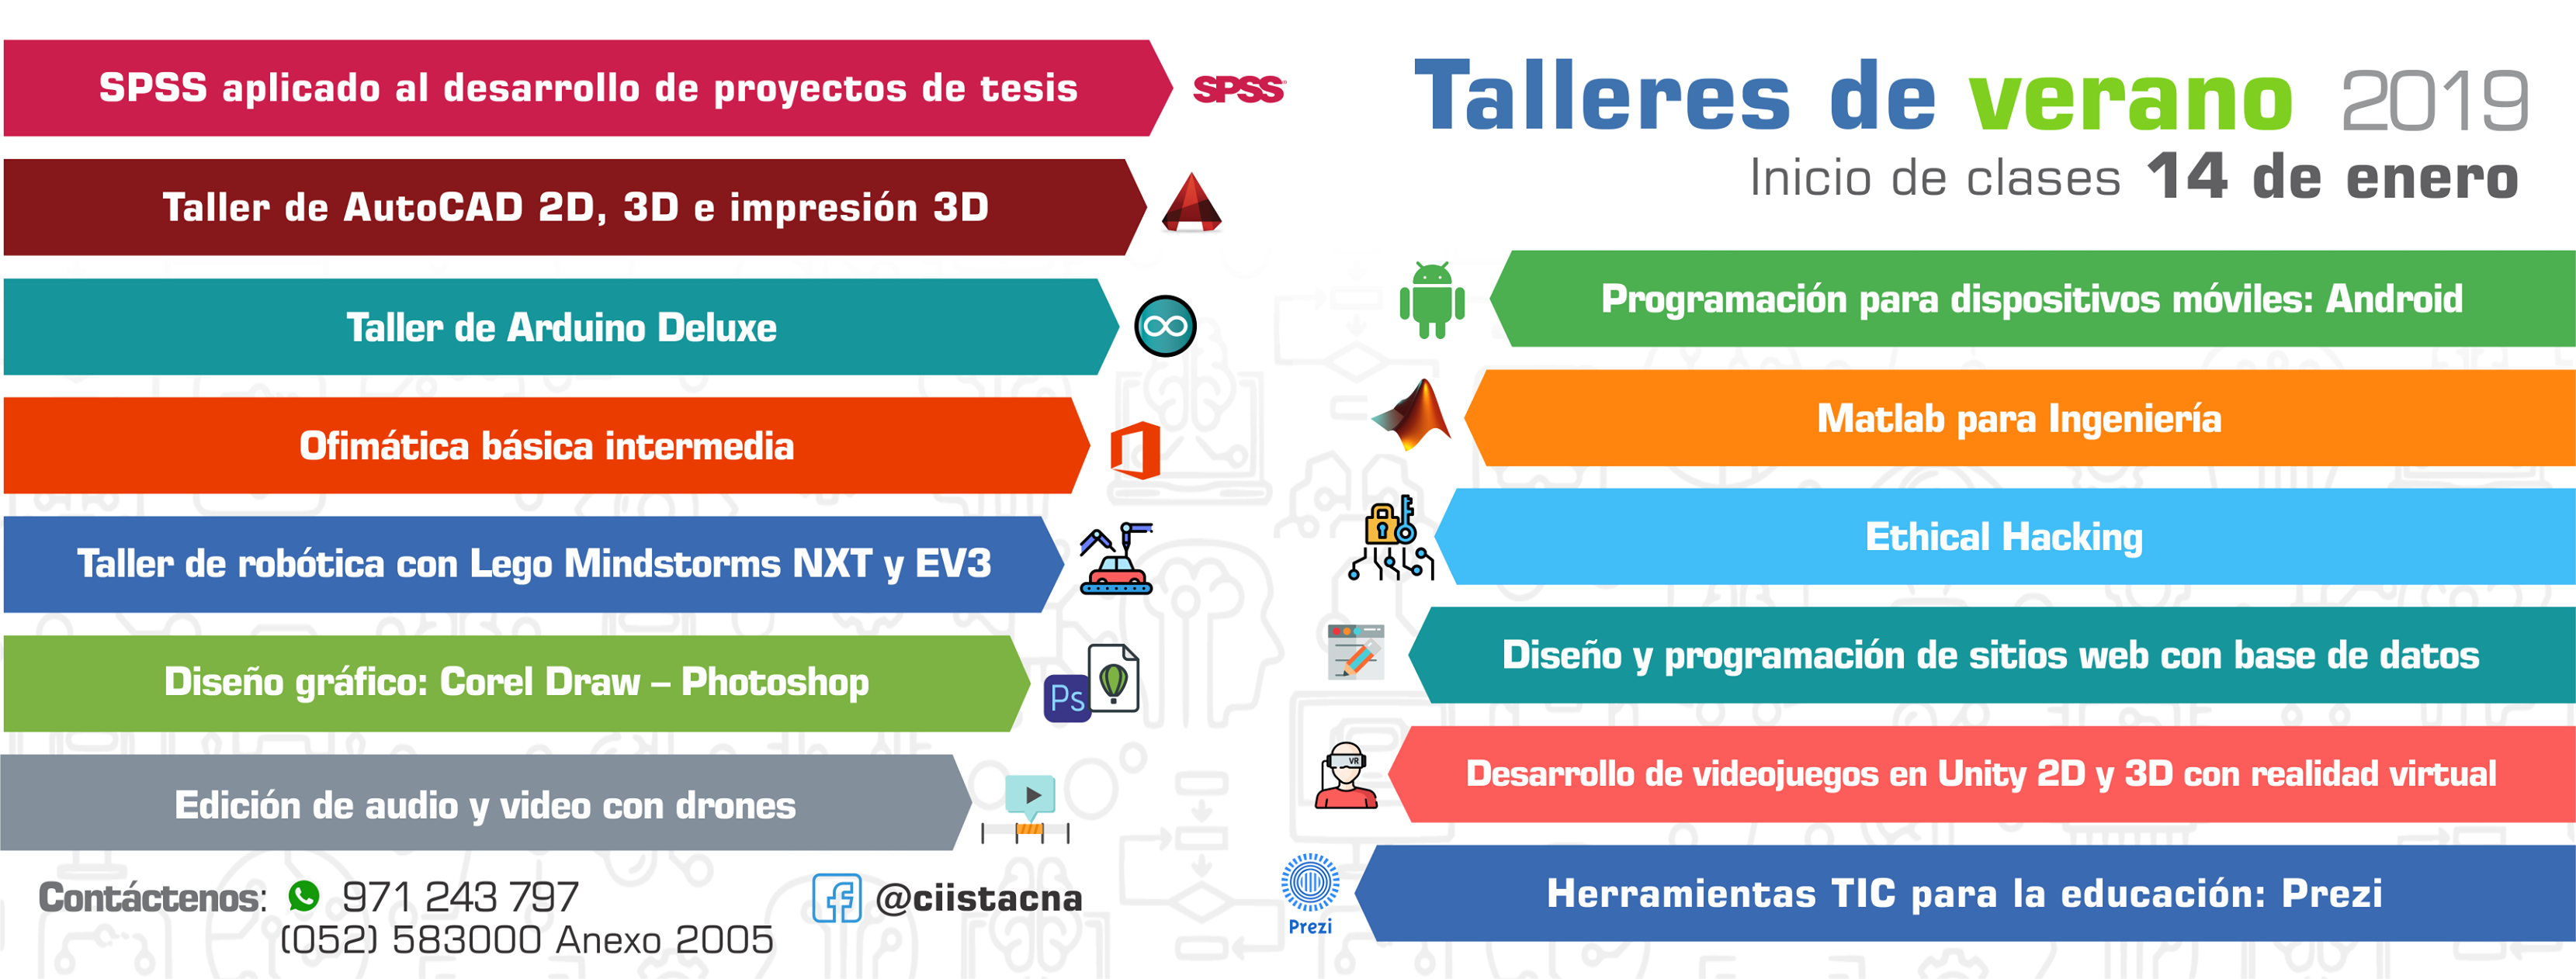 SPSS aplicado al desarrollo de proyectos de tesis
SPSS
Taller de AutoCAD 2D, 3D e impresión 3D
Taller de Arduino Deluxe
Ofimática básica intermedia
Taller de robótica con Lego Mindstorms NXT y EV3
Diseño gráfico: Corel Draw – Photoshop
Ps
Edición de audio y video con drones
Contáctenos: 971 243 797
(052) 583000 Anexo 2005
@ciistacna
Talleres de verano 2019
Inicio de clases 14 de enero
Programación para dispositivos móviles: Android
Matlab para Ingeniería
Ethical Hacking
Diseño y programación de sitios web con base de datos
VR
Desarrollo de videojuegos en Unity 2D y 3D con realidad virtual
Prezi
Herramientas TIC para la educación: Prezi